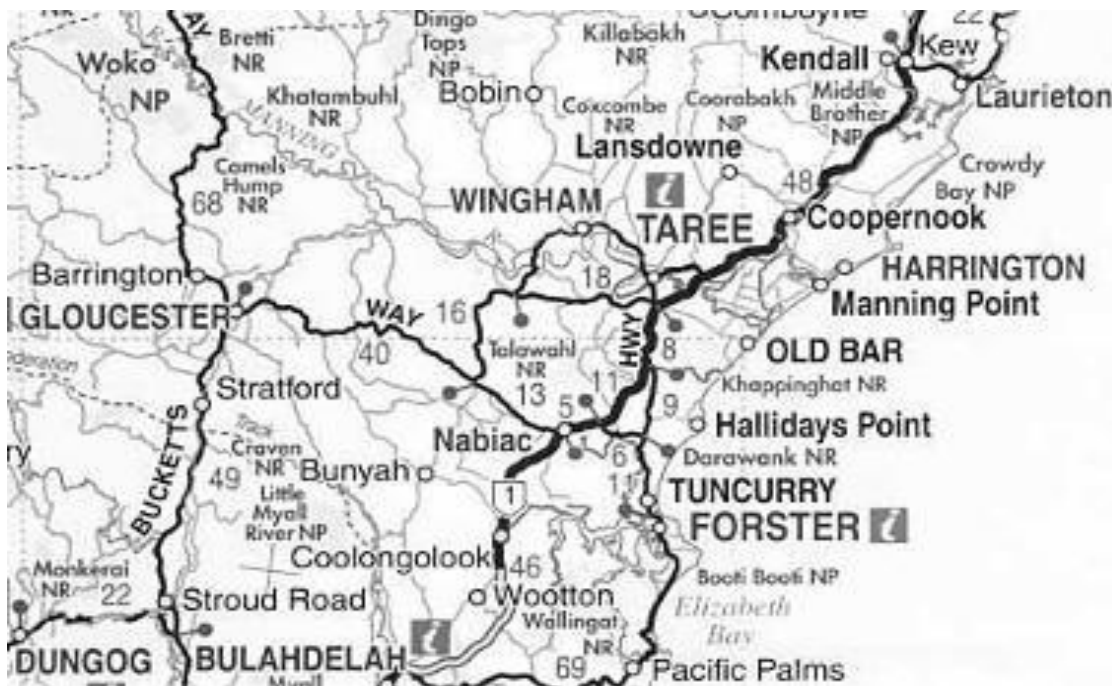 Dingo
Tops
NP
Killabakh
NR
22
Bretti
NR
Woko
NP
Kendall
Kew
Laurieton
Khatambuhl
NR
Bobin
Coxcombe
NR
Coorabakh
NP
Middle
Brother
NP
MANNING
Lansdowne
Crowdy
Bay NP
Camels
Hump
NR
68
48
WINGHAM
i
TAREE
Coopernook
Barrington
18
HARRINGTON
Manning Point
GLOUCESTER
WAY
16
HWY
40
Talawahl
NR
8
OLD BAR
Khappinghat NR
Stratford
13
11
5
9
Hallidays Point
Nabiac
1
6
Darawank NR
Track
Craven
NR
BUCKETTS
49
Bunyah
11
TUNCURRY
Little
Myall
River NP
1
FORSTER i
Coolongolook
46
Booti Booti NP
Monkerai
NR
22
Stroud Road
Wootton
Elizabeth
Bay
Wallingat
NR
DUNGOG
BULAHDELAH
i
69
Pacific Palms